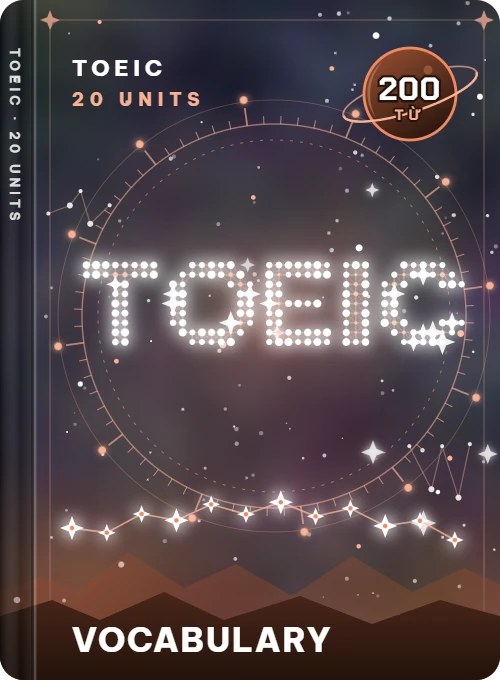 TOEIC · 20 UNITS
TOEIC
20 UNITS
200
TỪ
TOEIC
VOCABULARY